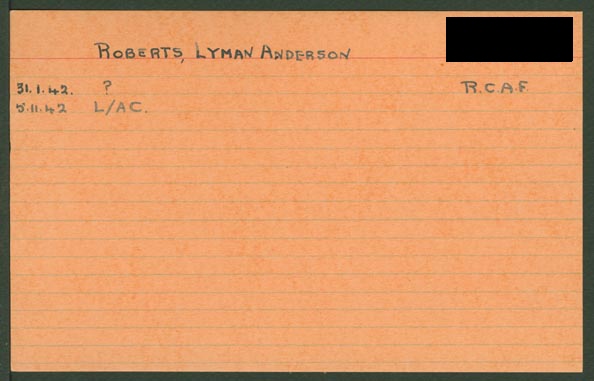 ROBERTS, LYMAN ANDERSON
31.1.42. ? R.C.A.F.
5.11.42 L/AC.